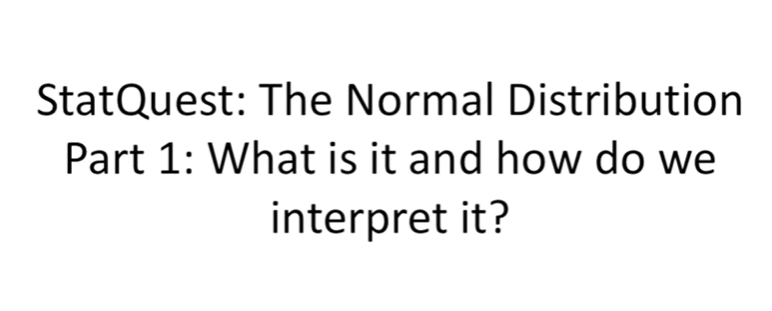 StatQuest: The Normal Distribution
Part 1: What is it and how do we
interpret it?